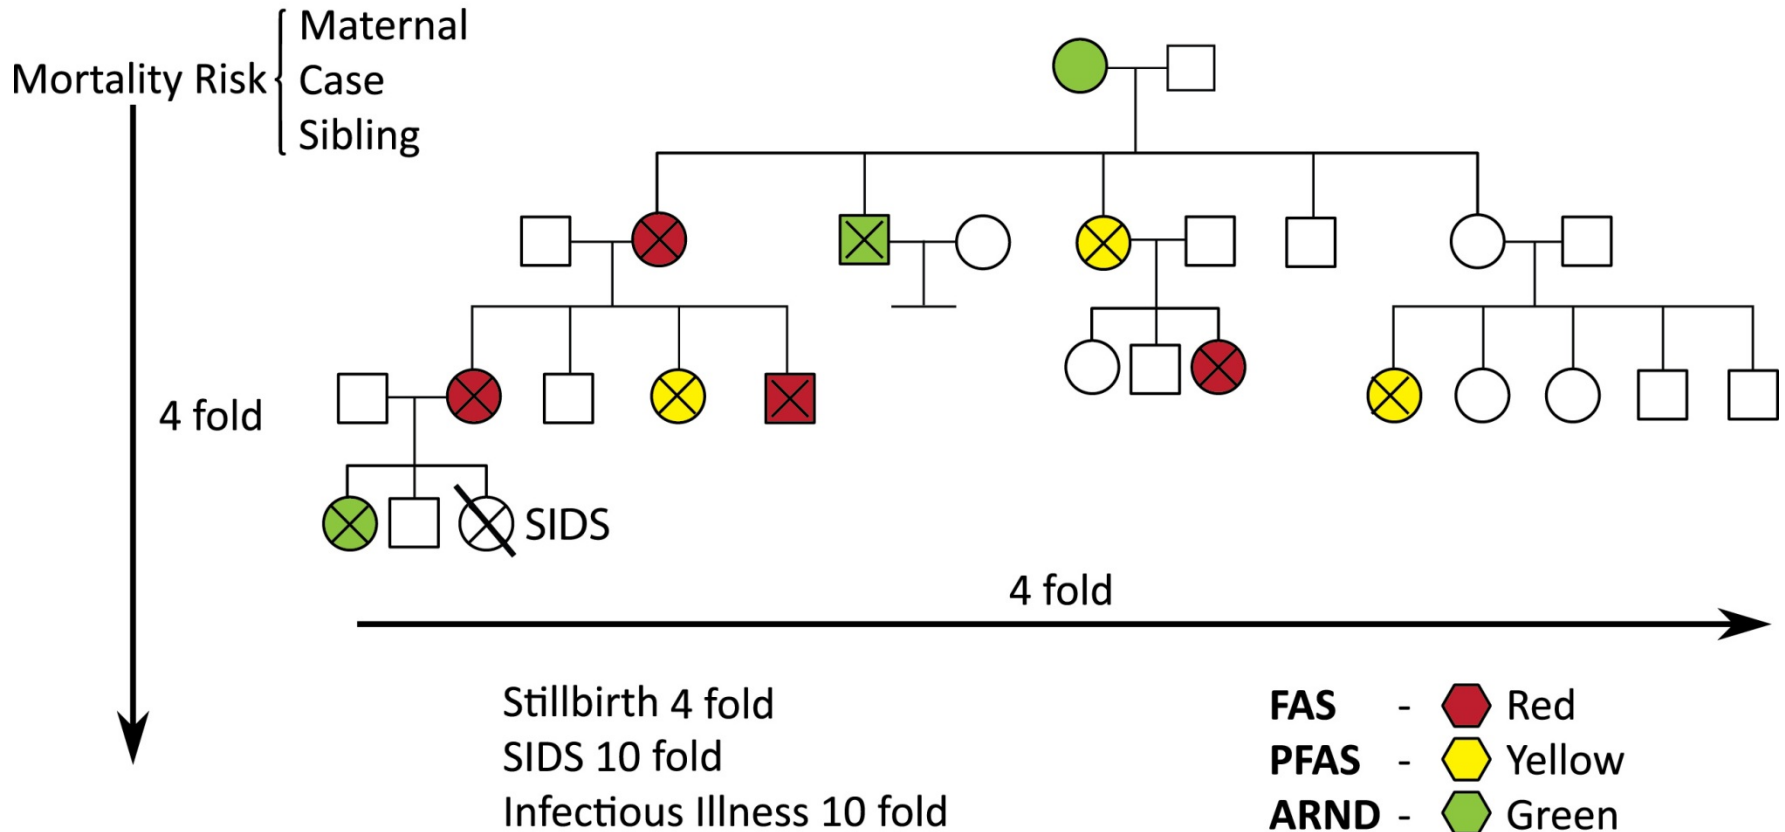 Mortality Risk
Maternal
Case
Sibling
4 fold
SIDS
4 fold
Stillbirth 4 fold
SIDS 10 fold
Infectious Illness 10 fold
FAS - Red
PFAS - Yellow
ARND - Green